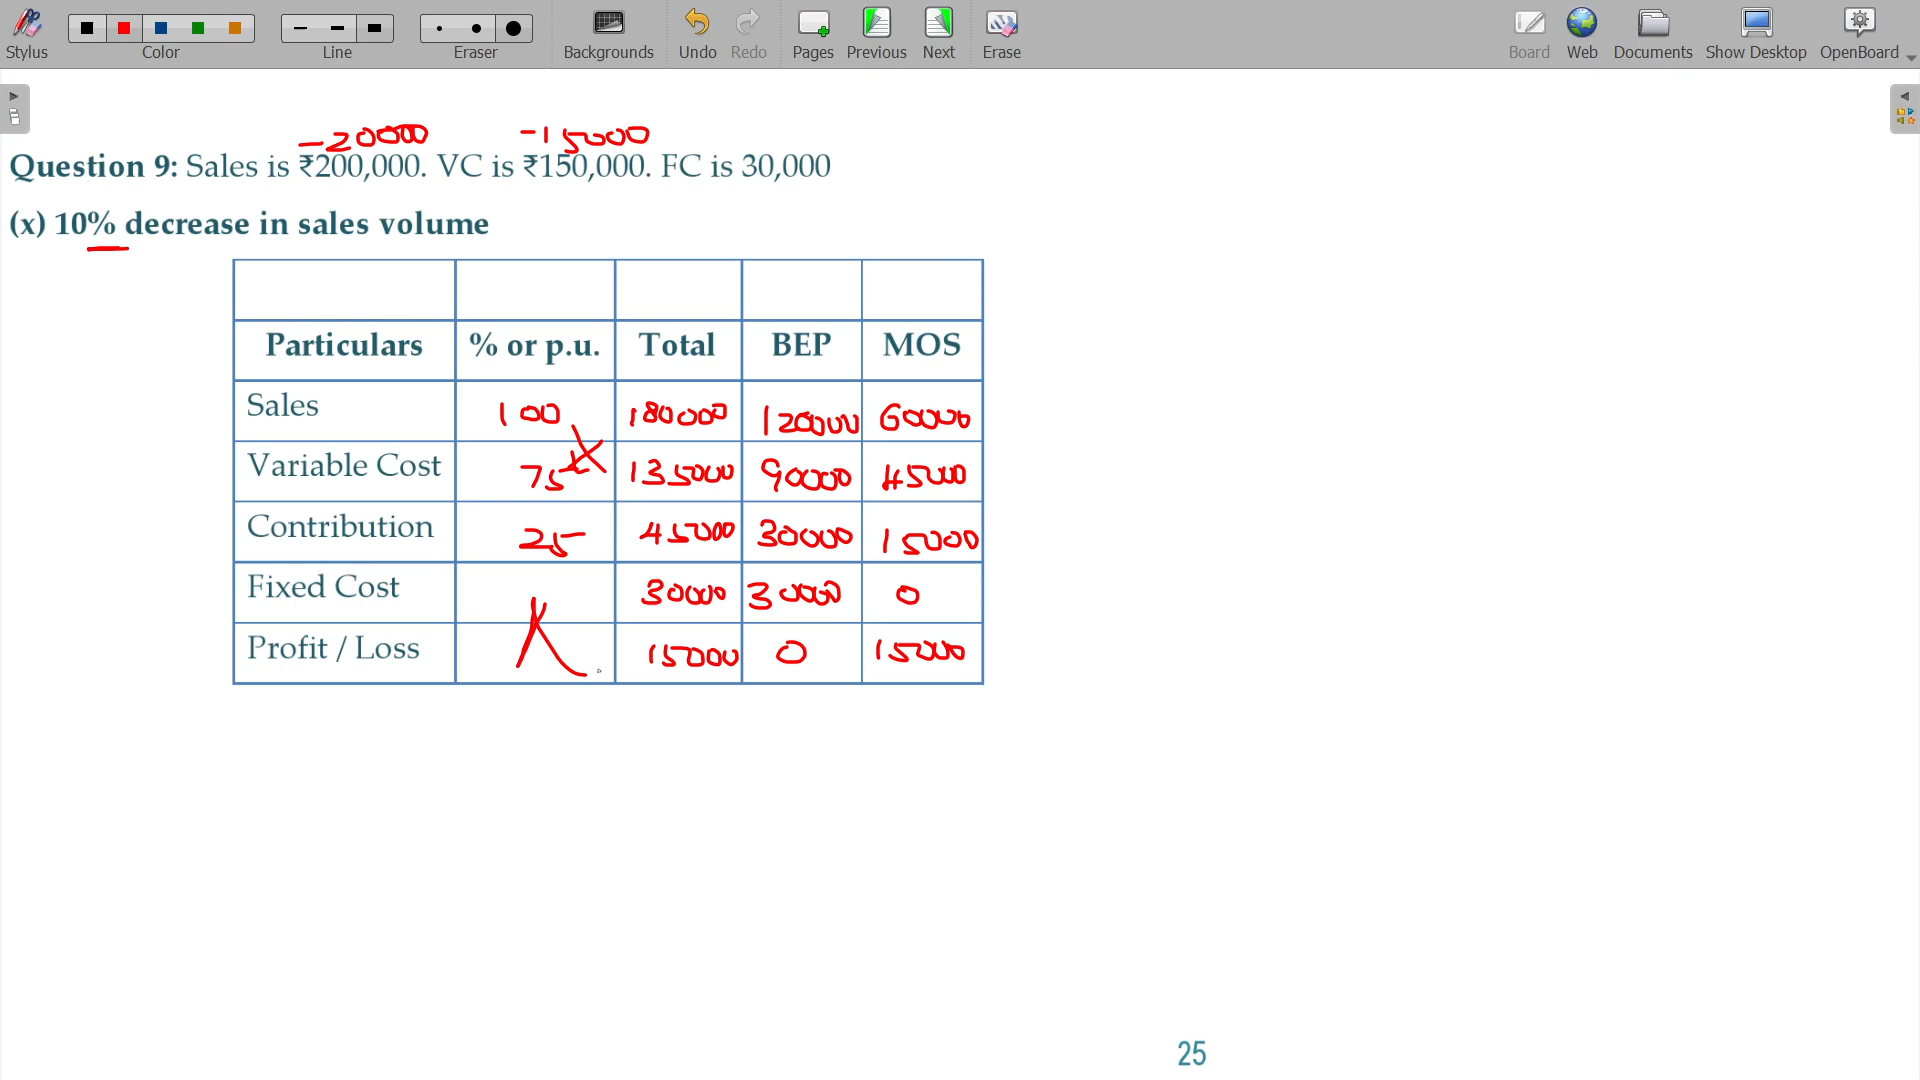 Stylus Color Line Eraser Backgrounds Undo Redo Pages Previous Next Erase Board Web Documents Show Desktop OpenBoard
-20000 -15000
Question 9: Sales is ₹200,000. VC is ₹150,000. FC is 30,000
(x) 10% decrease in sales volume
Particulars % or p.u. Total BEP MOS
Sales 100 180000 120000 60000
Variable Cost 75 135000 90000 45000
Contribution 25 45000 30000 15000
Fixed Cost 30000 30000 0
Profit / Loss 15000 0 15000
25